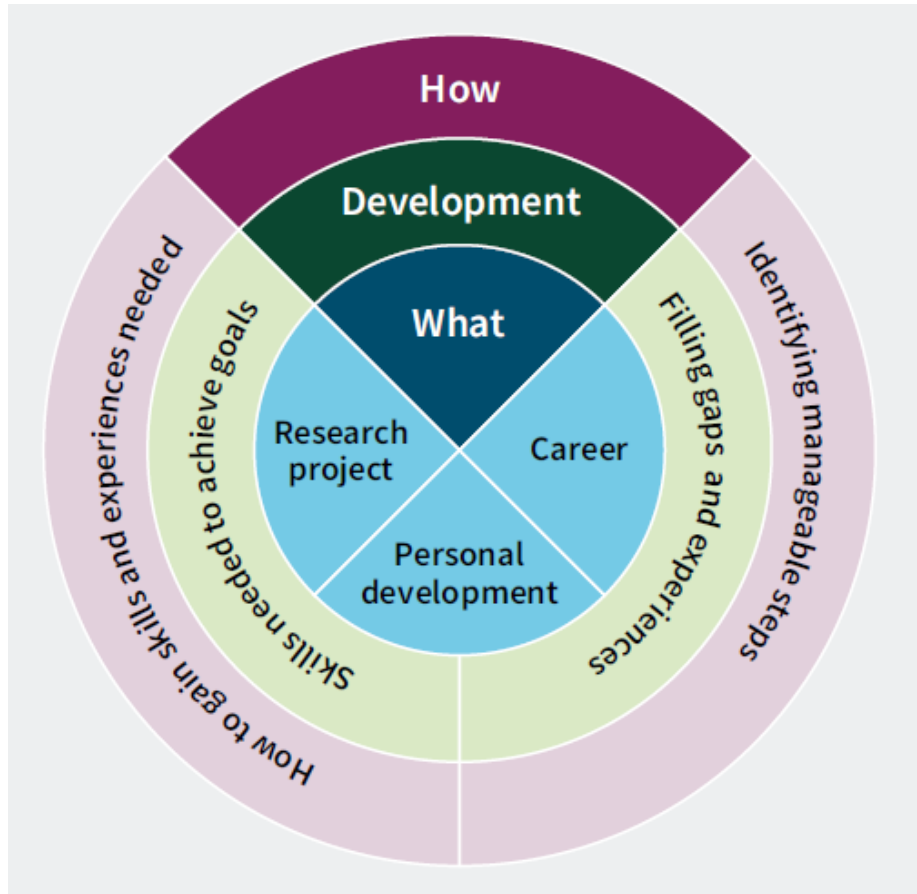 How
Development
What
Research
project
Career
Personal
development
Skills needed to achieve goals
Filling gaps and experiences
How to gain skills and experiences needed
Identifying manageable steps